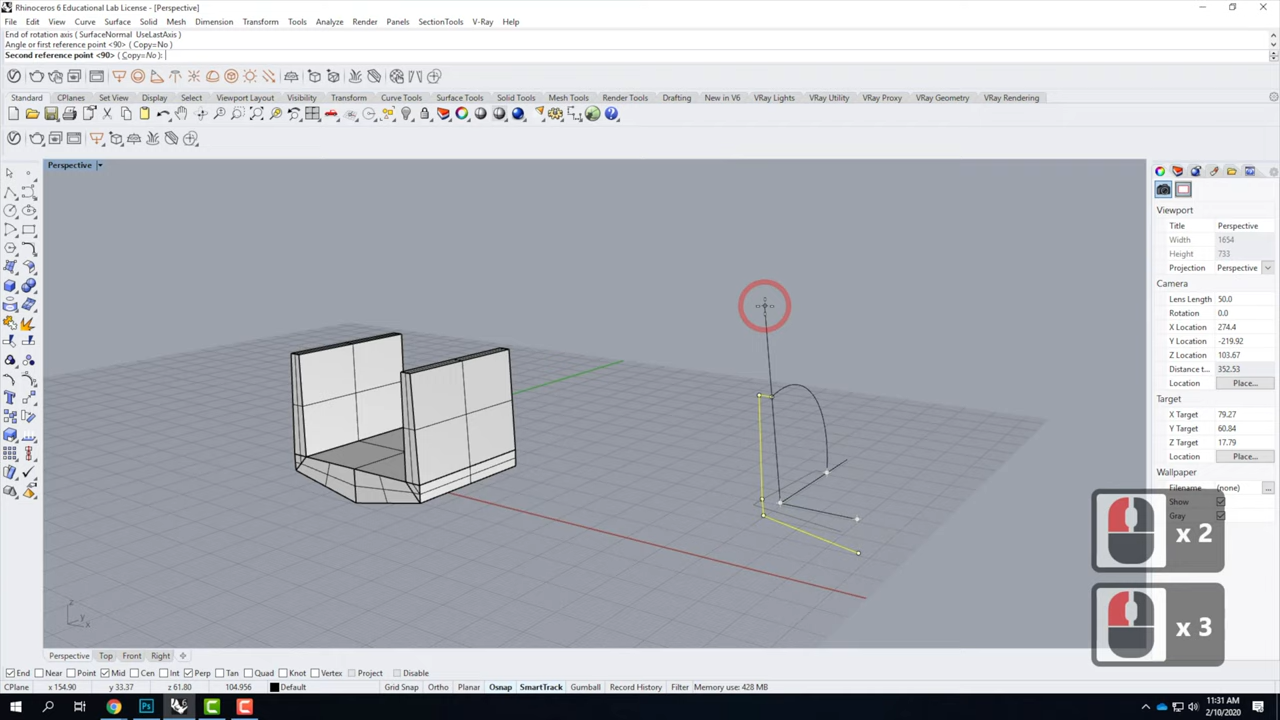 Rhinoceros 6 Educational Lab License - [Perspective]
File Edit View Curve Surface Solid Mesh Dimension Transform Tools Analyze Render Panels SectionTools V-Ray Help
End of rotation axis ( SurfaceNormal UseLastAxis )
Angle or first reference point <90> ( Copy=No )
Second reference point <90> ( Copy=No ):
Standard CPlanes Set View Display Select Viewport Layout Visibility Transform Curve Tools Surface Tools Solid Tools Mesh Tools Render Tools Drafting New in V6 VRay Lights VRay Utility VRay Proxy VRay Geometry VRay Rendering
Perspective
Viewport
Title Perspective
Width 1654
Height 733
Projection Perspective
Camera
Lens Length 50.0
Rotation 0.0
X Location 274.4
Y Location -219.92
Z Location 103.67
Distance t... 352.53
Location Place...
Target
X Target 79.27
Y Target 60.84
Z Target 17.79
Location Place...
Wallpaper
Filename (none) ...
Show
Gray
x 2
x 3
z
y
x
Perspective Top Front Right
End Near Point Mid Cen Int Perp Tan Quad Knot Vertex Project Disable
CPlane x 154.90 y 33.37 z 61.80 104.956 Default Grid Snap Ortho Planar Osnap SmartTrack Gumball Record History Filter Memory use: 428 MB
Ps
11:31 AM
2/10/2020